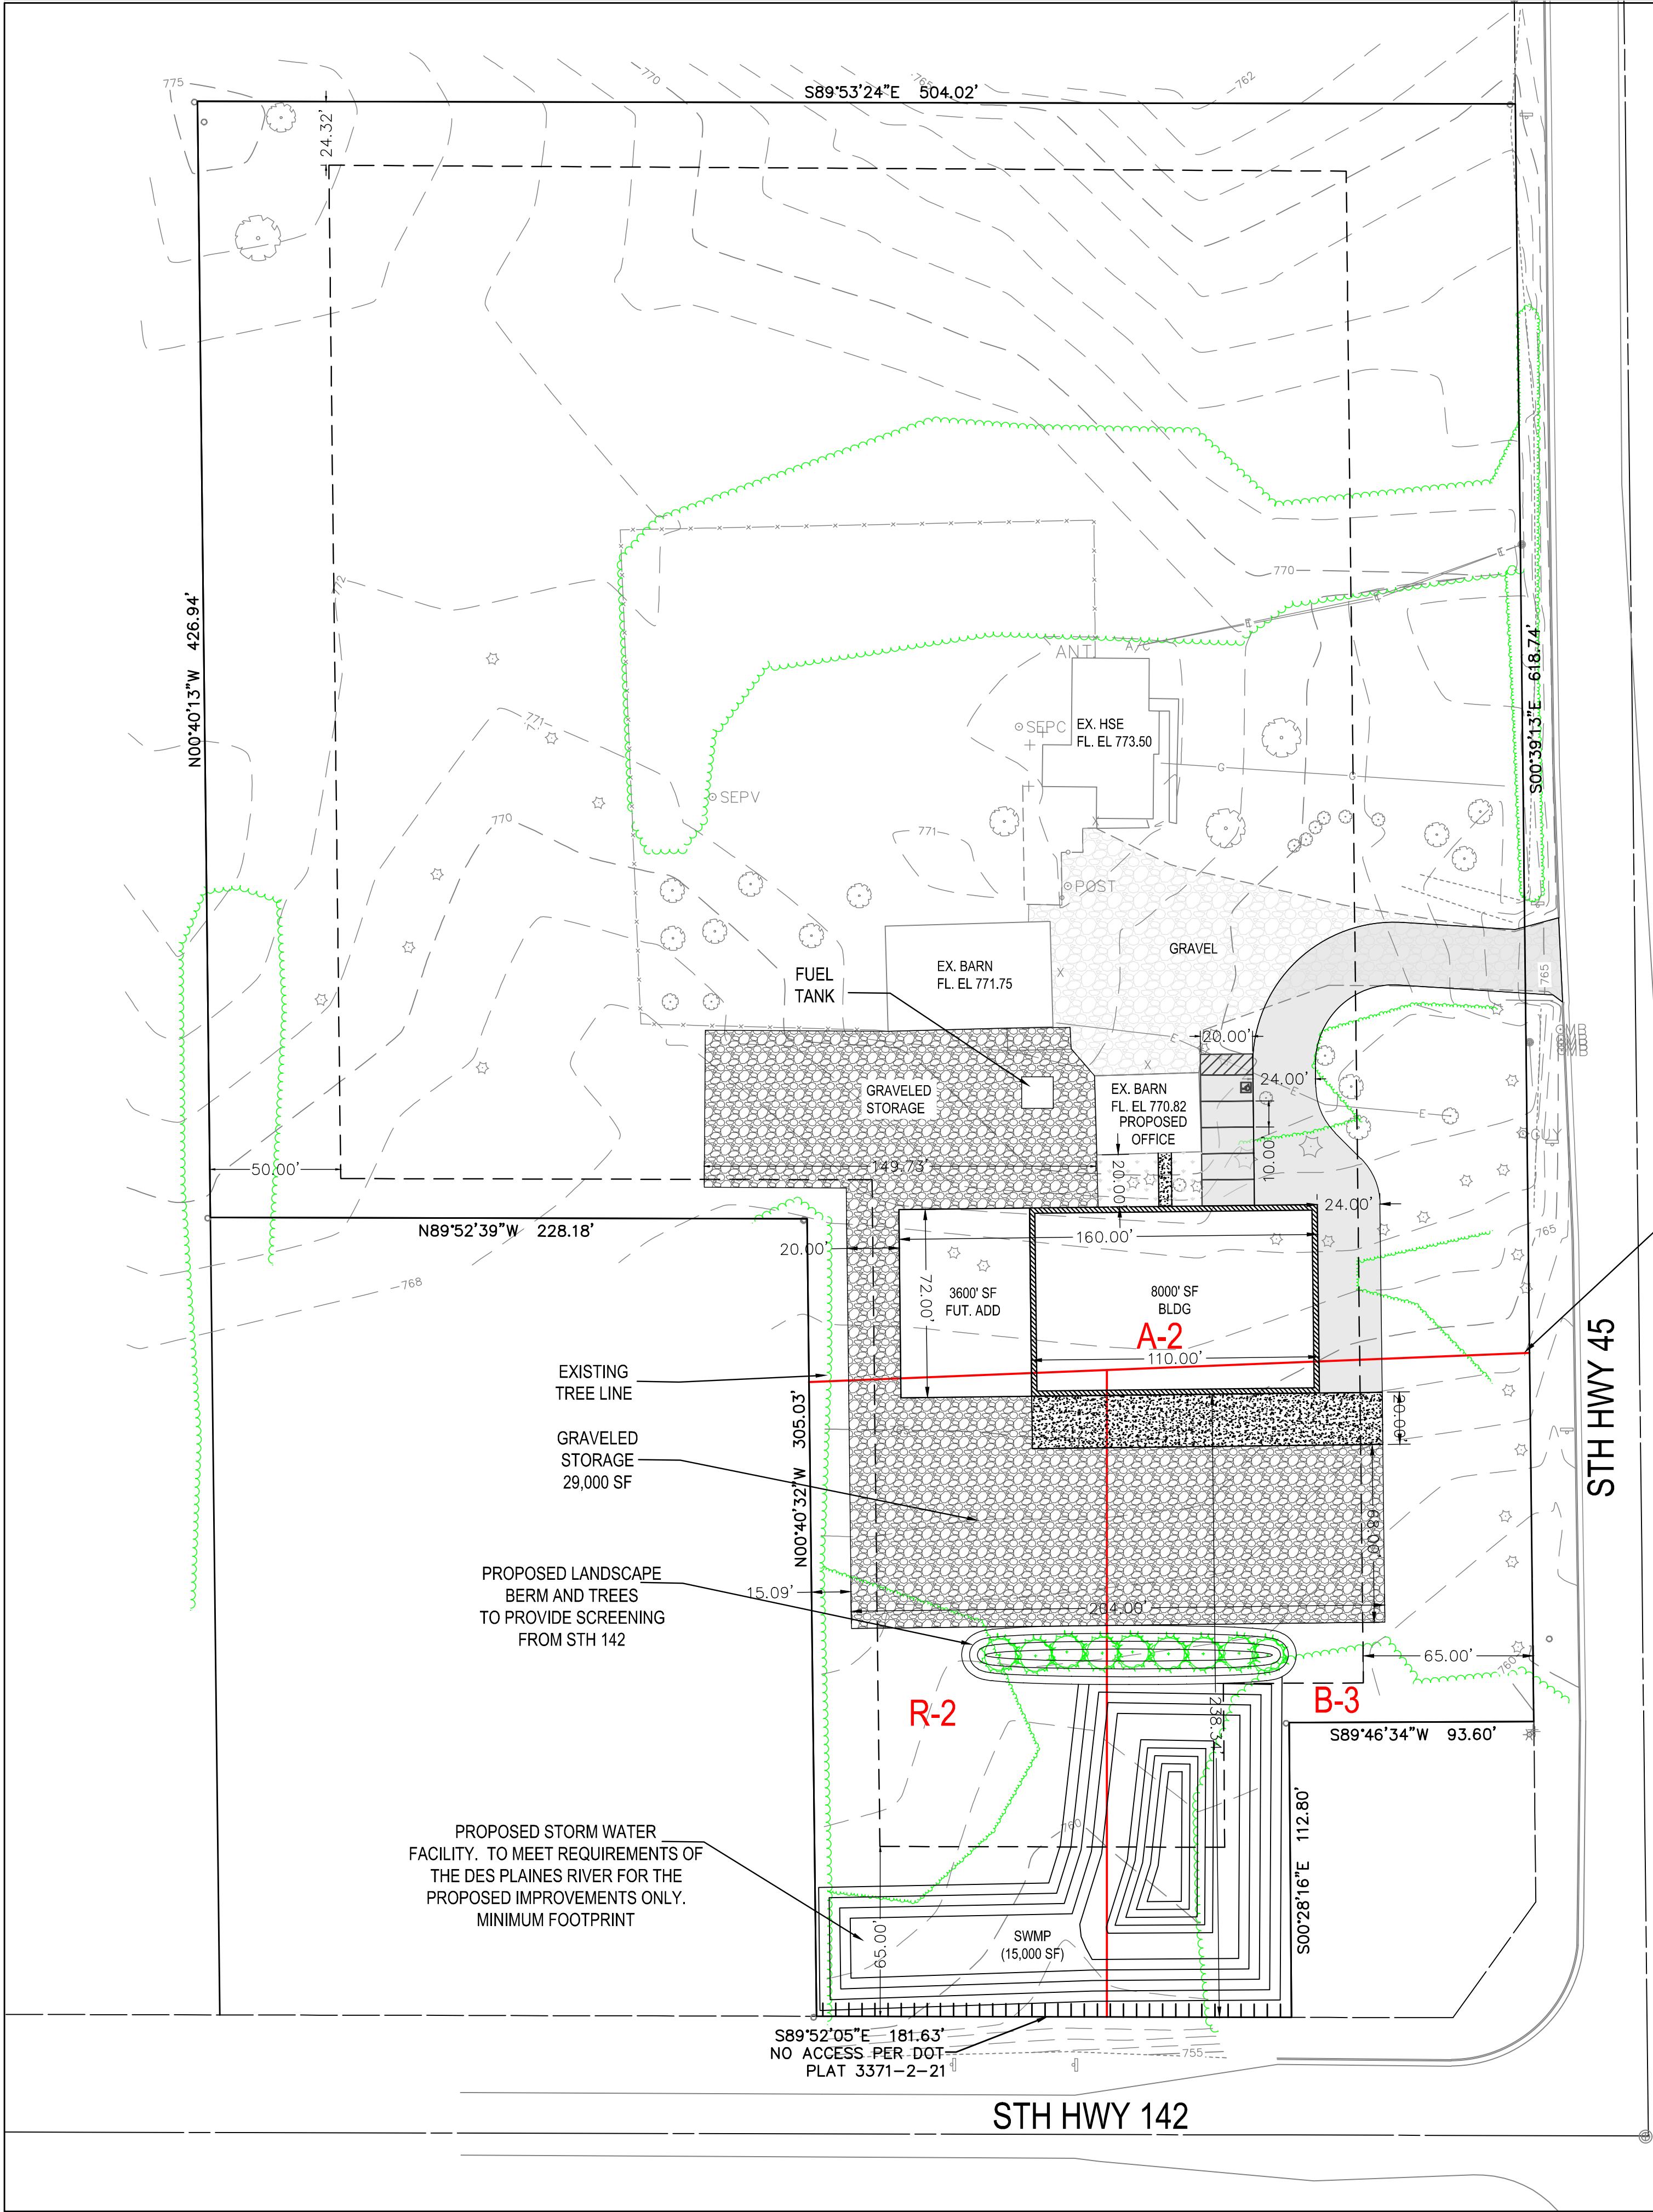 775
770
765
762
S89°53'24"E 504.02'
24.32'
N00°40'13"W 426.94'
772
770
S00°39'13"E 618.74'
ANT
A/C
EX. HSE
FL. EL 773.50
SEPC
SEPV
771
770
771
G
G
POST
GRAVEL
EX. BARN
FL. EL 771.75
FUEL
TANK
765
20.00'
E
MB
24.00'
E
E
GUY
GRAVELED
STORAGE
EX. BARN
FL. EL 770.82
PROPOSED
OFFICE
10.00'
50.00'
149.73'
20.00'
24.00'
N89°52'39"W 228.18'
20.00'
160.00'
765
768
72.00'
3600' SF
FUT. ADD
8000' SF
BLDG
A-2
110.00'
EXISTING
TREE LINE
20.00'
STH HWY 45
N00°40'32"W 305.03'
GRAVELED
STORAGE
29,000 SF
68.00'
PROPOSED LANDSCAPE
BERM AND TREES
TO PROVIDE SCREENING
FROM STH 142
15.09'
204.00'
65.00'
760
R-2
B-3
238.34'
S89°46'34"W 93.60'
S00°28'16"E 112.80'
760
PROPOSED STORM WATER
FACILITY. TO MEET REQUIREMENTS OF
THE DES PLAINES RIVER FOR THE
PROPOSED IMPROVEMENTS ONLY.
MINIMUM FOOTPRINT
65.00'
SWMP
(15,000 SF)
S89°52'05"E 181.63'
NO ACCESS PER DOT
PLAT 3371-2-21
755
STH HWY 142